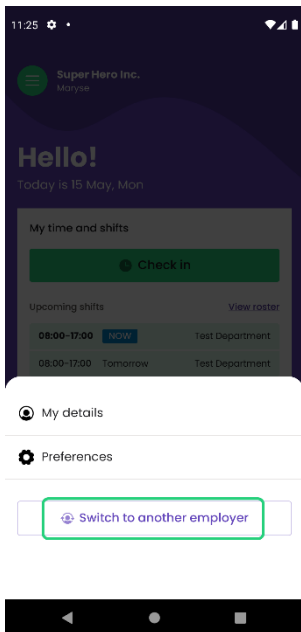 11:25
Super Hero Inc.
Maryse
Hello!
Today is 15 May, Mon
My time and shifts
Check in
Upcoming shifts View roster
08:00-17:00 NOW Test Department
08:00-17:00 Tomorrow Test Department
My details
Preferences
Switch to another employer